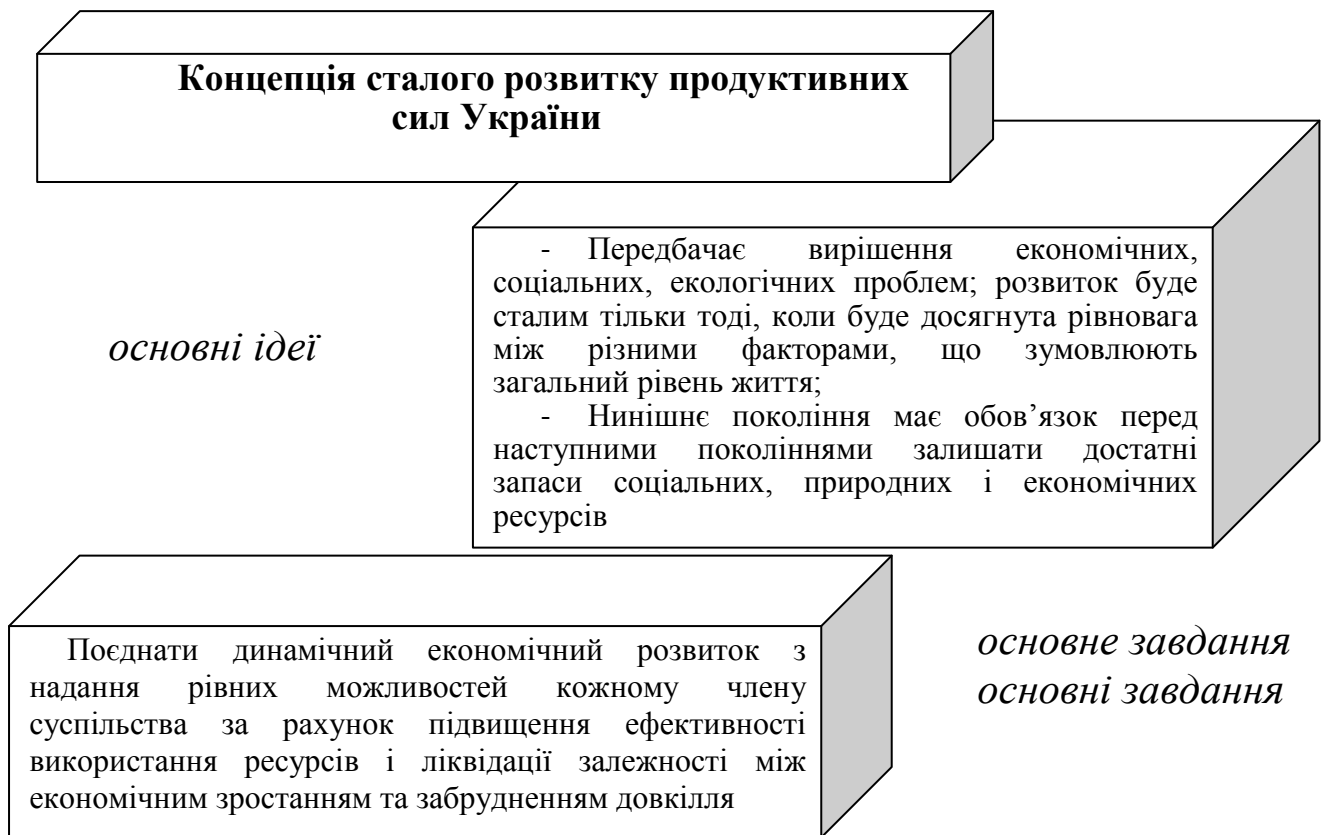 Концепція сталого розвитку продуктивних
сил України
основні ідеї
- Передбачає вирішення економічних,
соціальних, екологічних проблем; розвиток буде
сталим тільки тоді, коли буде досягнута рівновага
між різними факторами, що зумовлюють
загальний рівень життя;
- Нинішнє покоління має обов’язок перед
наступними поколіннями залишати достатні
запаси соціальних, природних і економічних
ресурсів
Поєднати динамічний економічний розвиток з
надання рівних можливостей кожному члену
суспільства за рахунок підвищення ефективності
використання ресурсів і ліквідації залежності між
економічним зростанням та забрудненням довкілля
основне завдання
основні завдання